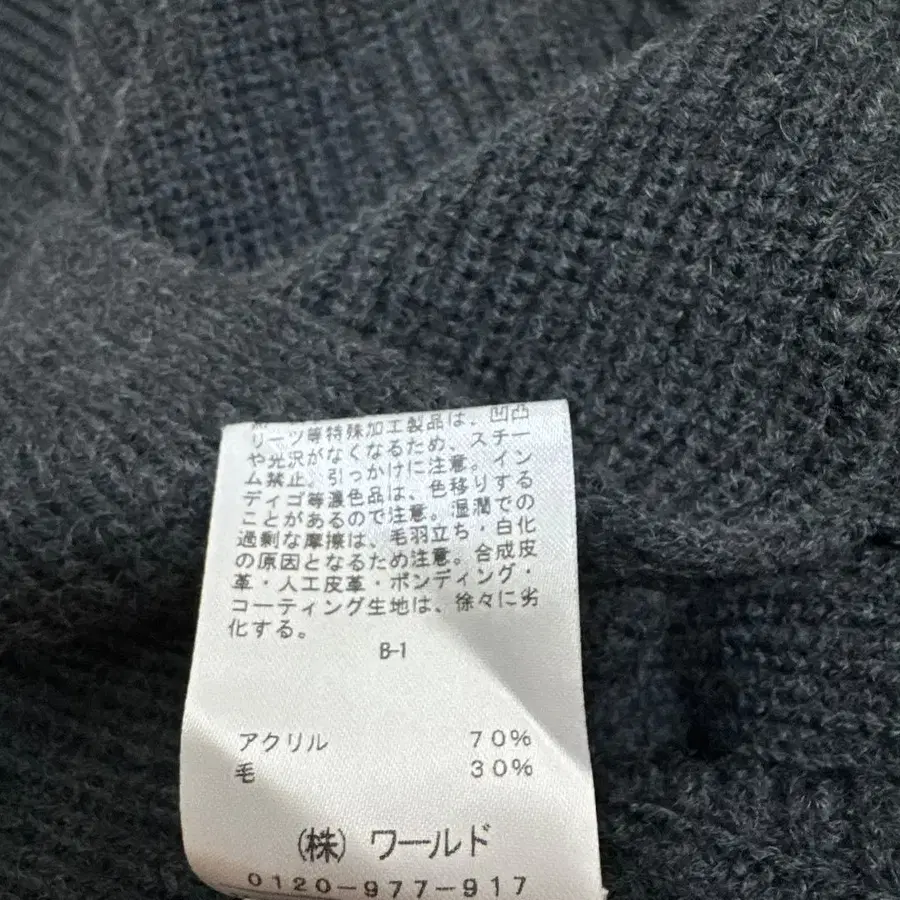 リーツ等特殊加工製品は、凹凸
や光沢がなくなるため、スチー
ム禁止。引っかけに注意。イン
ディゴ等濃色品は、色移りする
ことがあるので注意。湿潤での
過剰な摩擦は、毛羽立ち・白化
の原因となるため注意。合成皮
革・人工皮革・ボンディング・
コーティング生地は、徐々に劣
化する。
B-1
アクリル 70%
毛 30%
(株) ワールド
0120-977-917